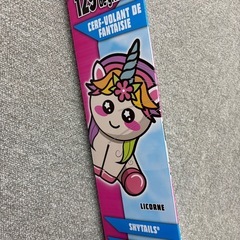 CERF-VOLANT DE
FANTAISIE
LICORNE
SKYTAILS®